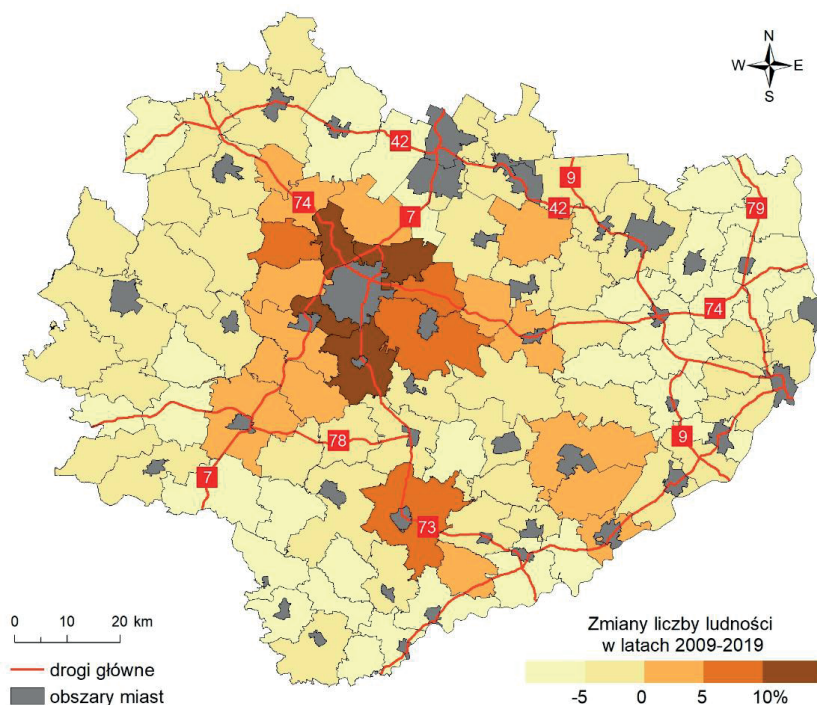 N
W E
S
42
9
74
79
7
42
74
78
9
7
73
0 10 20 km
drogi główne
obszary miast
Zmiany liczby ludności
w latach 2009-2019
-5 0 5 10%